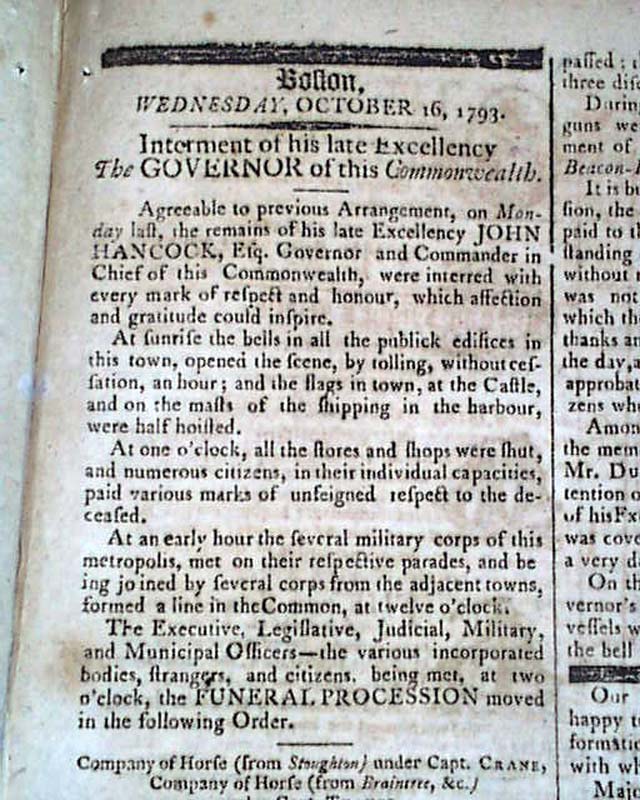 Boſton,
WEDNESDAY, OCTOBER 16, 1793.
Interment of his late Excellency
The GOVERNOR of this Commonwealth.
Agreeable to previous Arrangement, on Mon-
day laſt, the remains of his late Excellency JOHN
HANCOCK, Eſq. Governor and Commander in
Chief of this Commonwealth, were interred with
every mark of reſpect and honour, which affection
and gratitude could inſpire.
At ſunriſe the bells in all the publick edifices in
this town, opened the ſcene, by tolling, without ceſ-
ſation, an hour; and the flags in town, at the Caſtle,
and on the maſts of the ſhipping in the harbour,
were half hoiſted.
At one o'clock, all the ſtores and ſhops were ſhut,
and numerous citizens, in their individual capacities,
paid various marks of unfeigned reſpect to the de-
ceaſed.
At an early hour the ſeveral military corps of this
metropolis, met on their reſpective parades, and be
ing joined by ſeveral corps from the adjacent towns,
formed a line in the Common, at twelve o'clock.
The Executive, Legiſlative, Judicial, Military,
and Municipal Officers—the various incorporated
bodies, ſtrangers, and citizens, being met, at two
o'clock, the FUNERAL PROCESSION moved
in the following Order.
Company of Horſe (from Stoughton) under Capt. CRANE,
Company of Horſe (from Braintree, &c.)
paſſed;
three
During
guns
ment of
Beacon-
It is
ſion, the
paid to
ſtanding
without
was not
which
thanks
the day,
approbat
zens
Amon
the mem
Mr. Du
tention
of his
was cove
a very
On
vernor's
veſſels
the bell
Our
happy
formatio
with
Majo